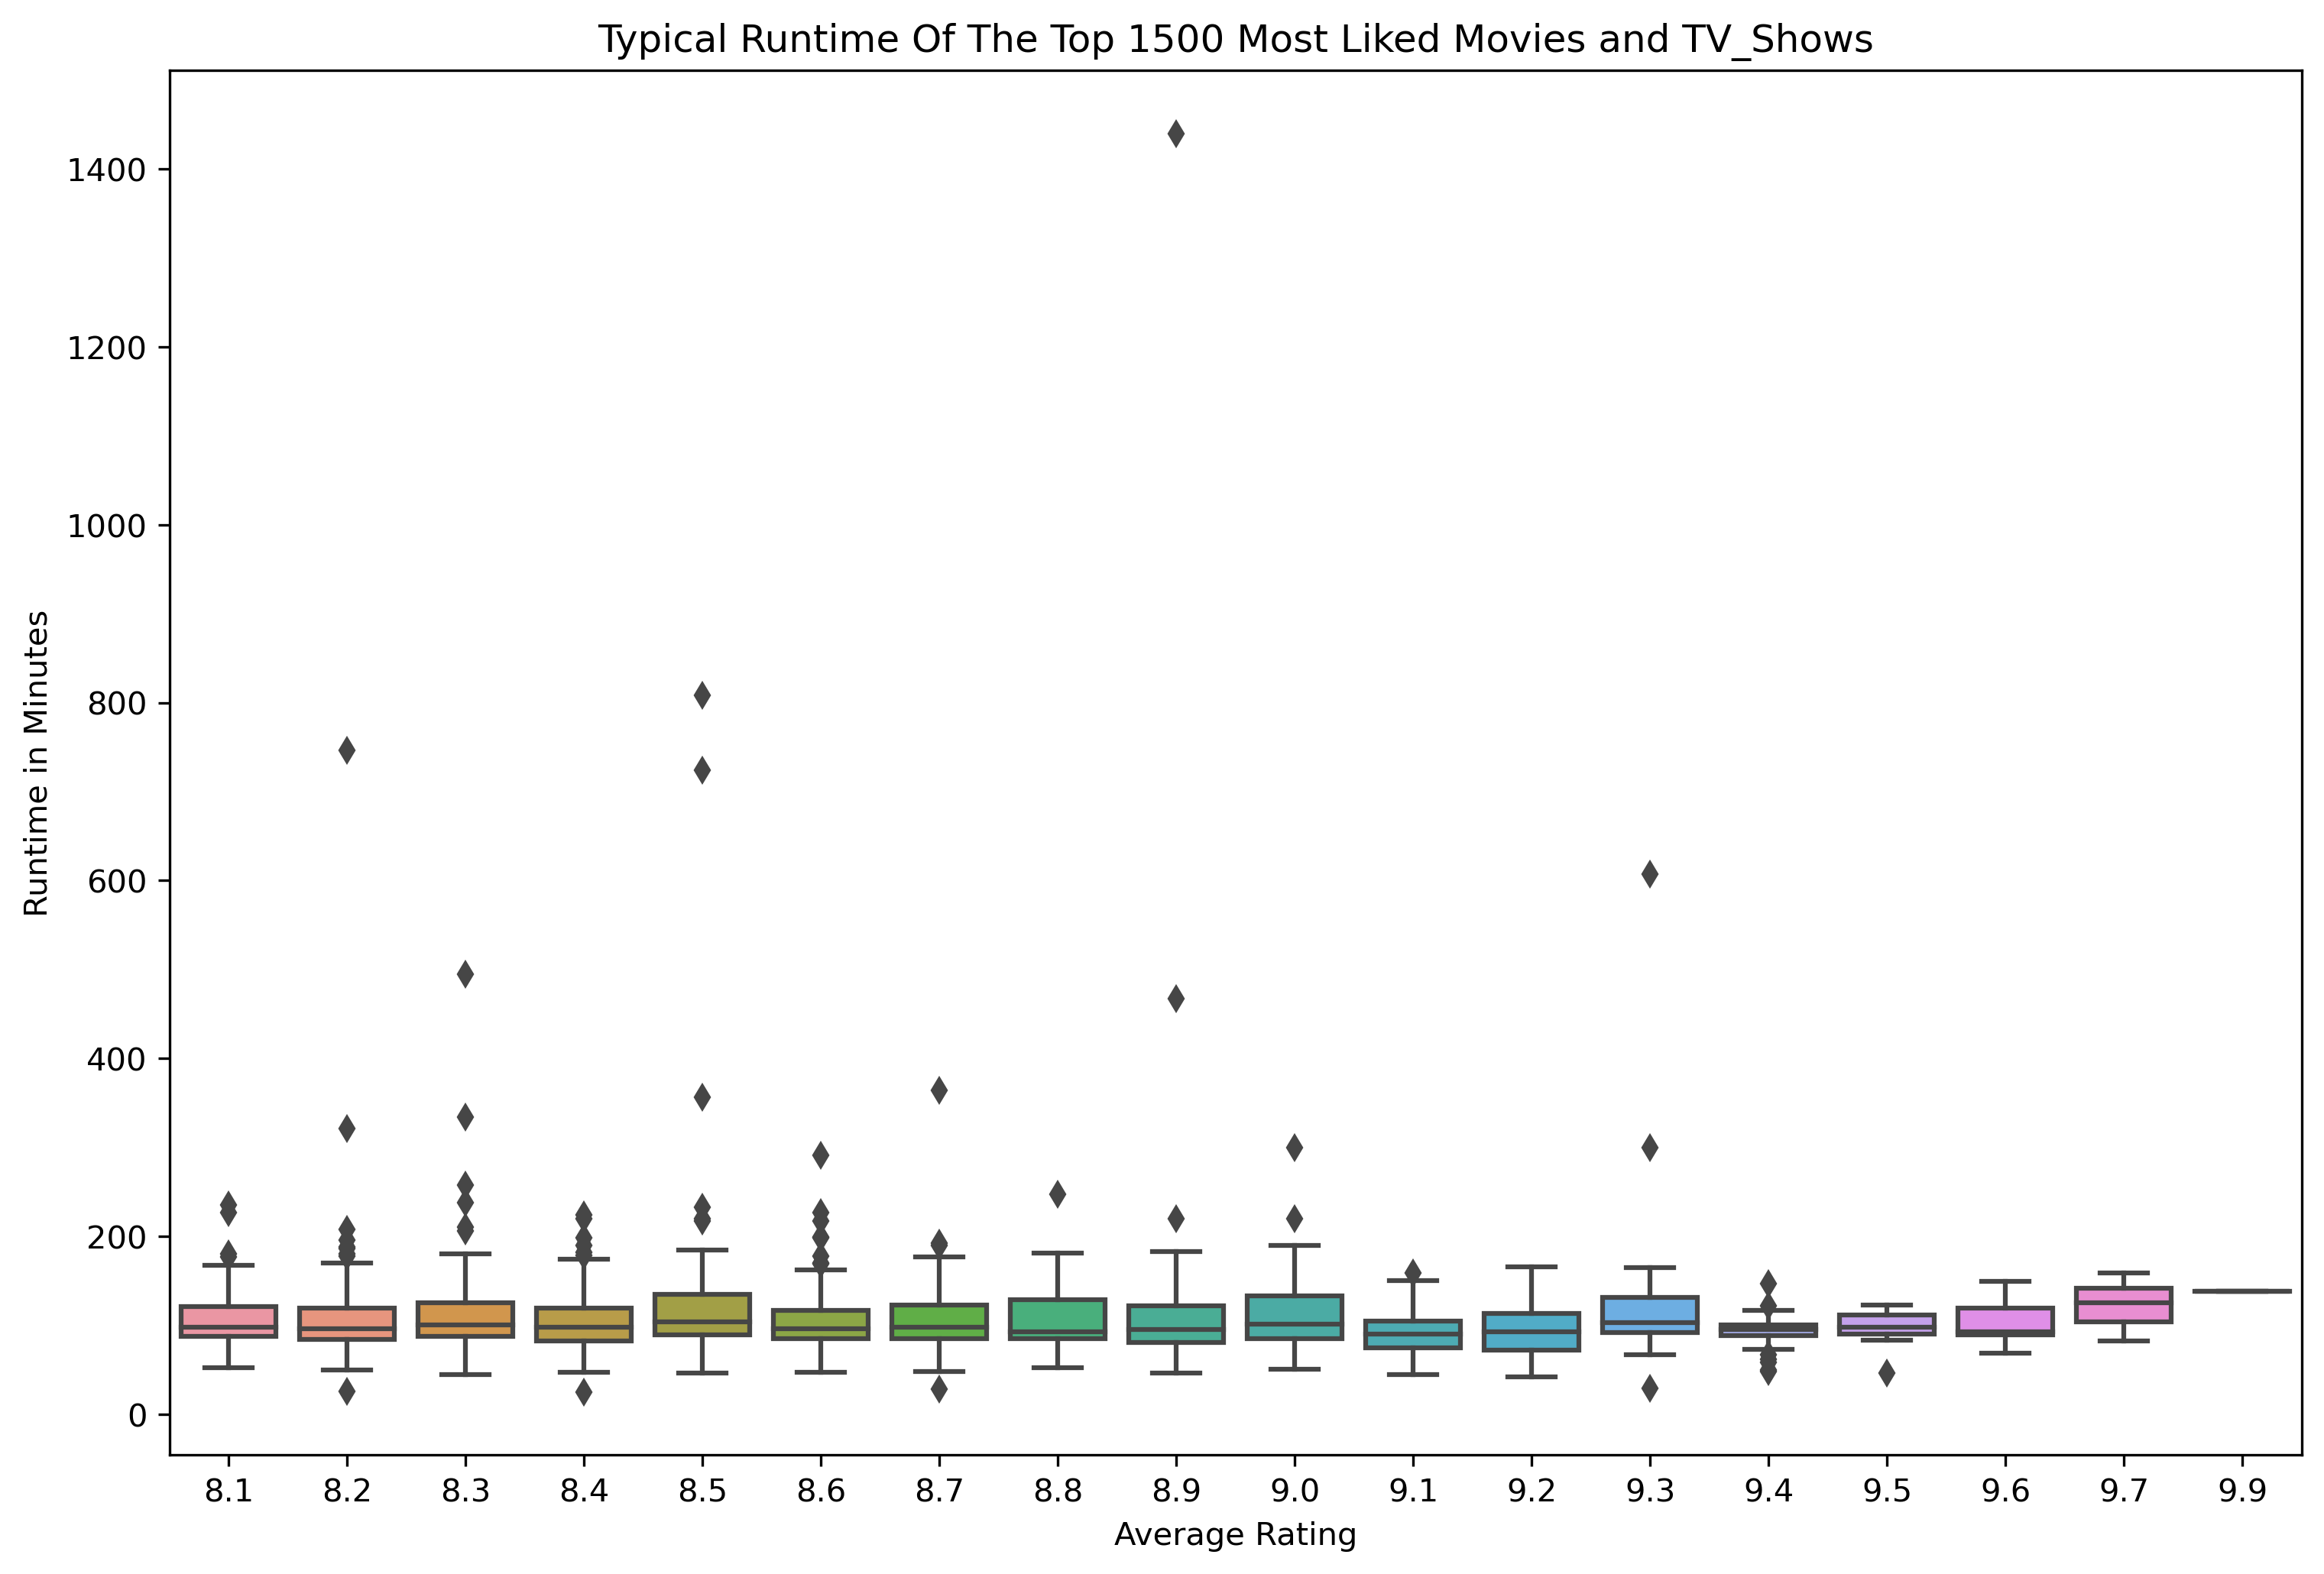 Typical Runtime Of The Top 1500 Most Liked Movies and TV_Shows
Runtime in Minutes
1400
1200
1000
800
600
400
200
0
8.1 8.2 8.3 8.4 8.5 8.6 8.7 8.8 8.9 9.0 9.1 9.2 9.3 9.4 9.5 9.6 9.7 9.9
Average Rating